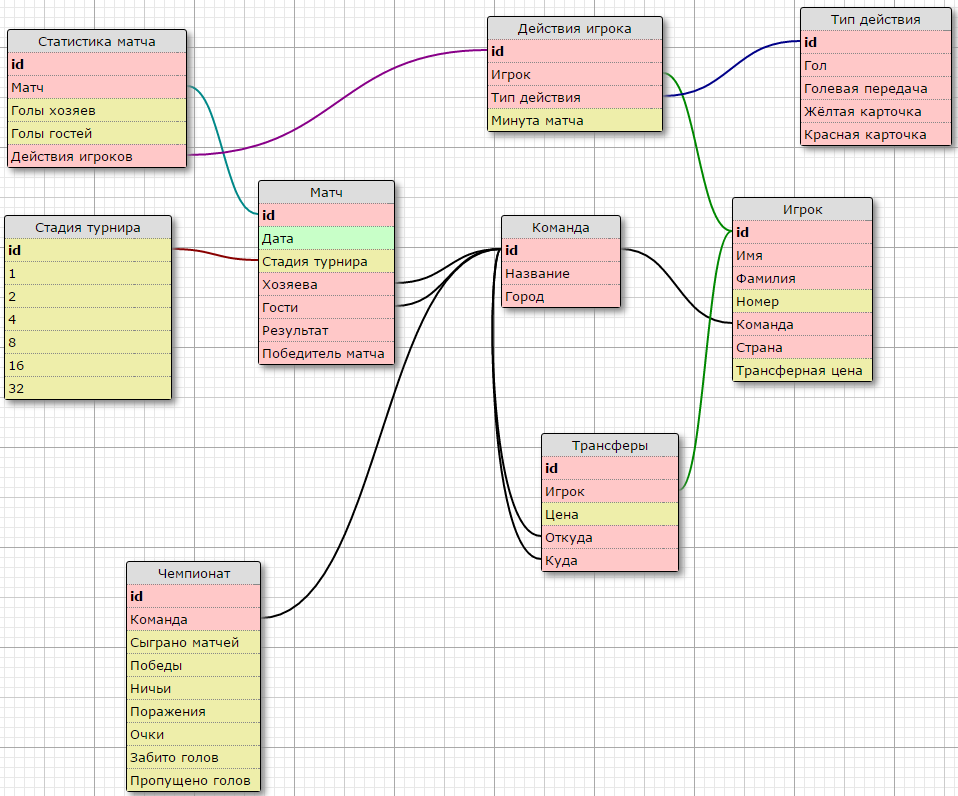 Статистика матча
id
Матч
Голы хозяев
Голы гостей
Действия игроков
Действия игрока
id
Игрок
Тип действия
Минута матча
Тип действия
id
Гол
Голевая передача
Жёлтая карточка
Красная карточка
Стадия турнира
id
1
2
4
8
16
32
Матч
id
Дата
Стадия турнира
Хозяева
Гости
Результат
Победитель матча
Команда
id
Название
Город
Игрок
id
Имя
Фамилия
Номер
Команда
Страна
Трансферная цена
Трансферы
id
Игрок
Цена
Откуда
Куда
Чемпионат
id
Команда
Сыграно матчей
Победы
Ничьи
Поражения
Очки
Забито голов
Пропущено голов